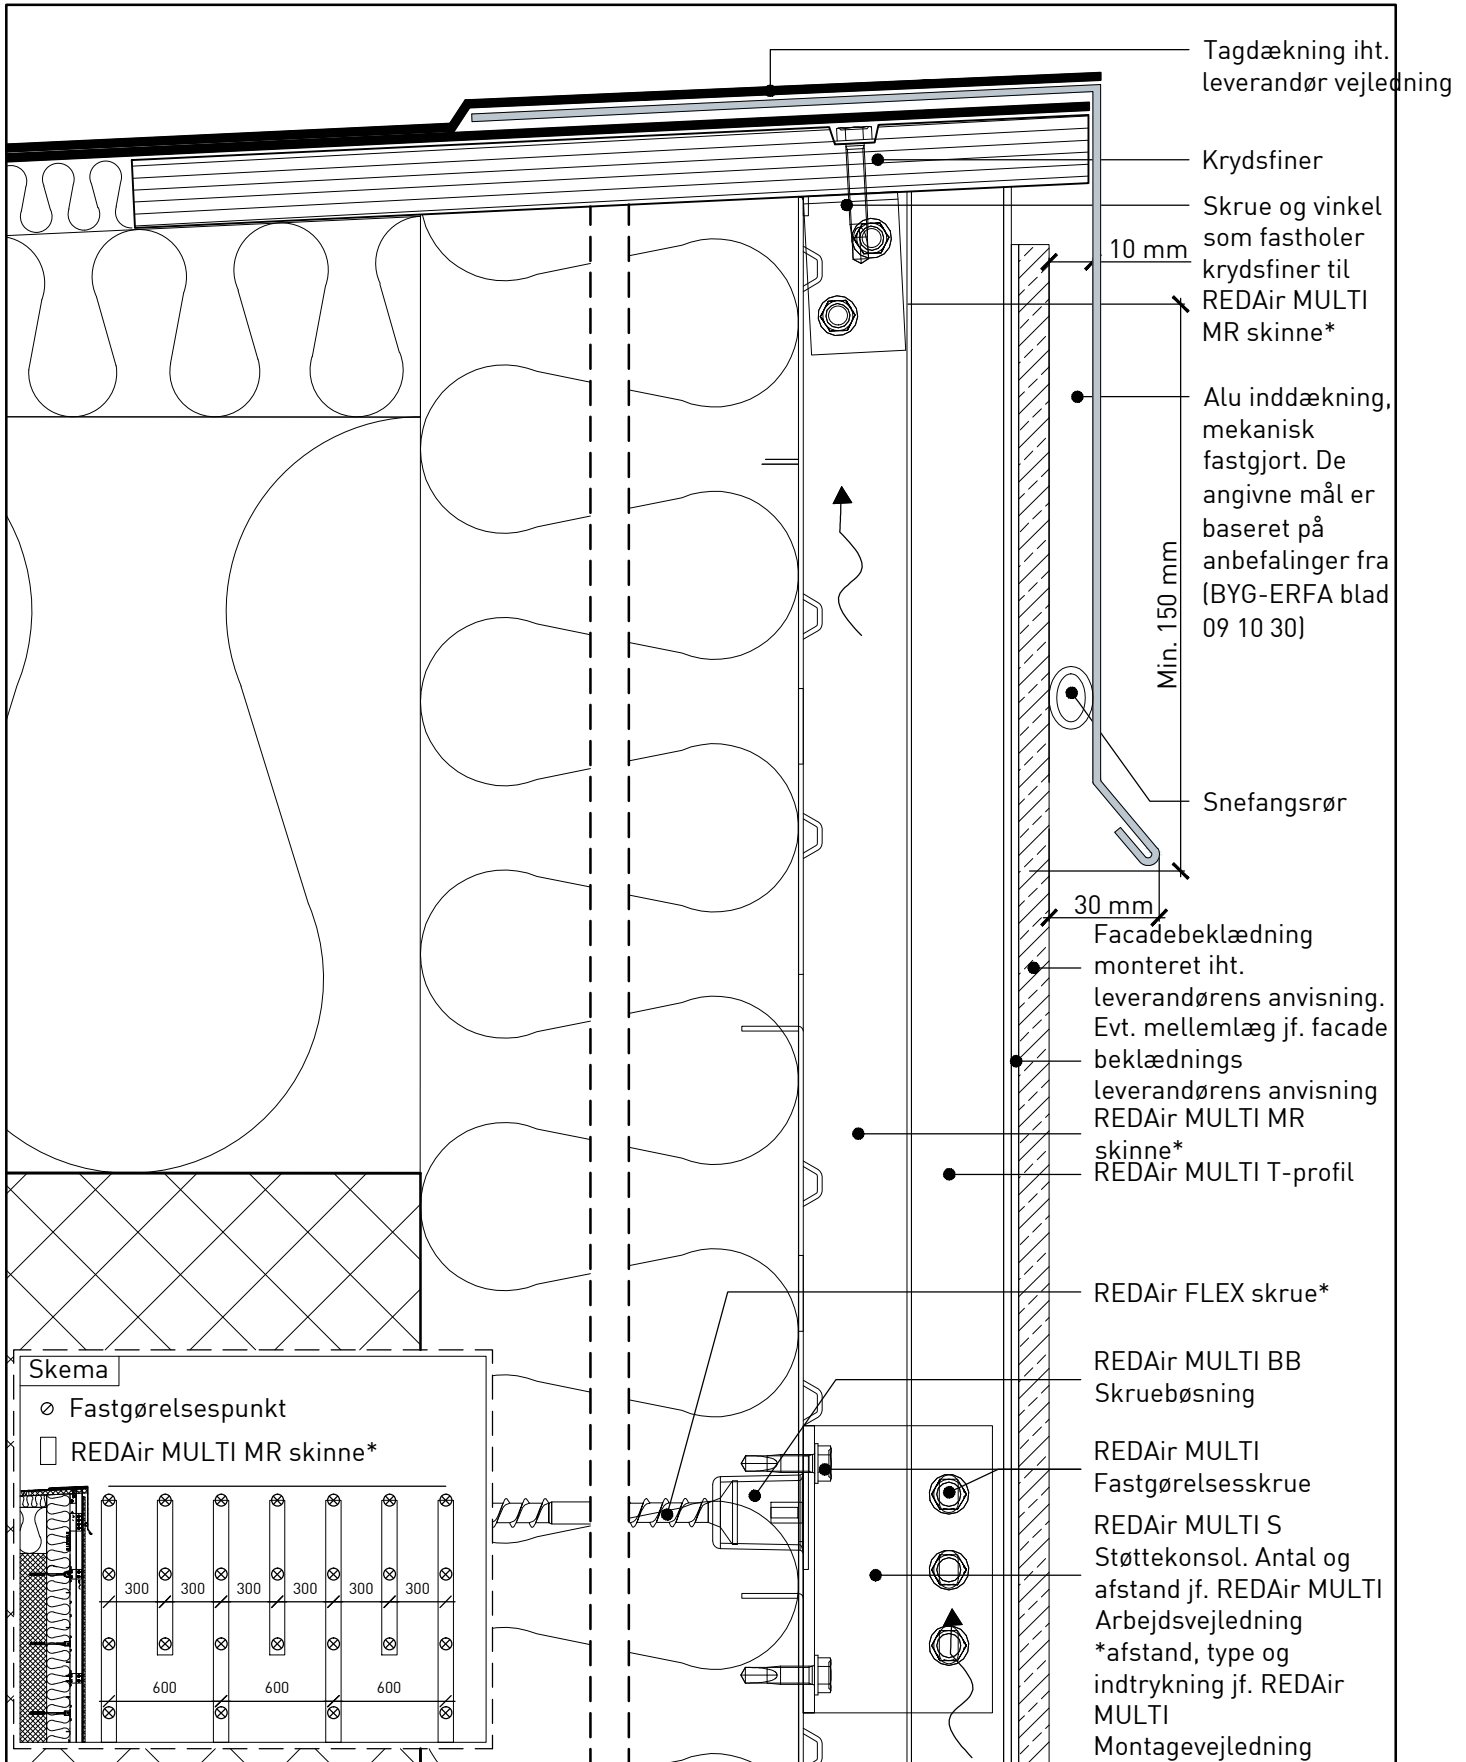 Tagdækning iht.
leverandør vejledning
Krydsfiner
Skrue og vinkel
som fastholer
krydsfiner til
REDAir MULTI
MR skinne*
10 mm
Alu inddækning,
mekanisk
fastgjort. De
angivne mål er
baseret på
anbefalinger fra
(BYG-ERFA blad
09 10 30)
Min. 150 mm
Snefangsrør
30 mm
Facadebeklædning
monteret iht.
leverandørens anvisning.
Evt. mellemlæg jf. facade
beklædnings
leverandørens anvisning
REDAir MULTI MR
skinne*
REDAir MULTI T-profil
REDAir FLEX skrue*
REDAir MULTI BB
Skruebøsning
REDAir MULTI
Fastgørelsesskrue
REDAir MULTI S
Støttekonsol. Antal og
afstand jf. REDAir MULTI
Arbejdsvejledning
*afstand, type og
indtrykning jf. REDAir
MULTI
Montagevejledning
Skema
Fastgørelsespunkt
REDAir MULTI MR skinne*
300 300 300 300 300 300
600 600 600